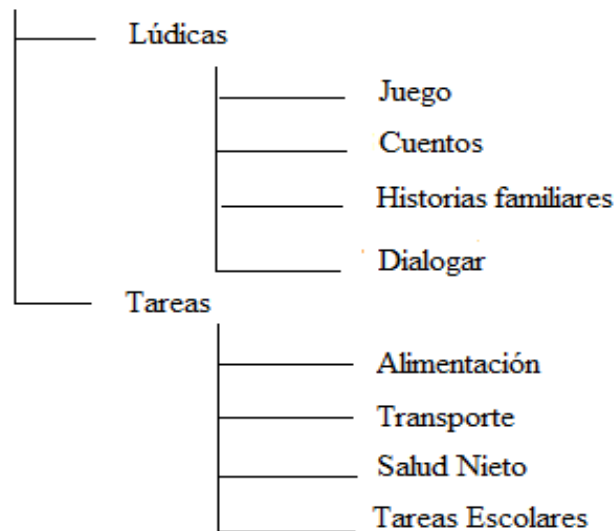 Lúdicas
Juego
Cuentos
Historias familiares
Dialogar
Tareas
Alimentación
Transporte
Salud Nieto
Tareas Escolares